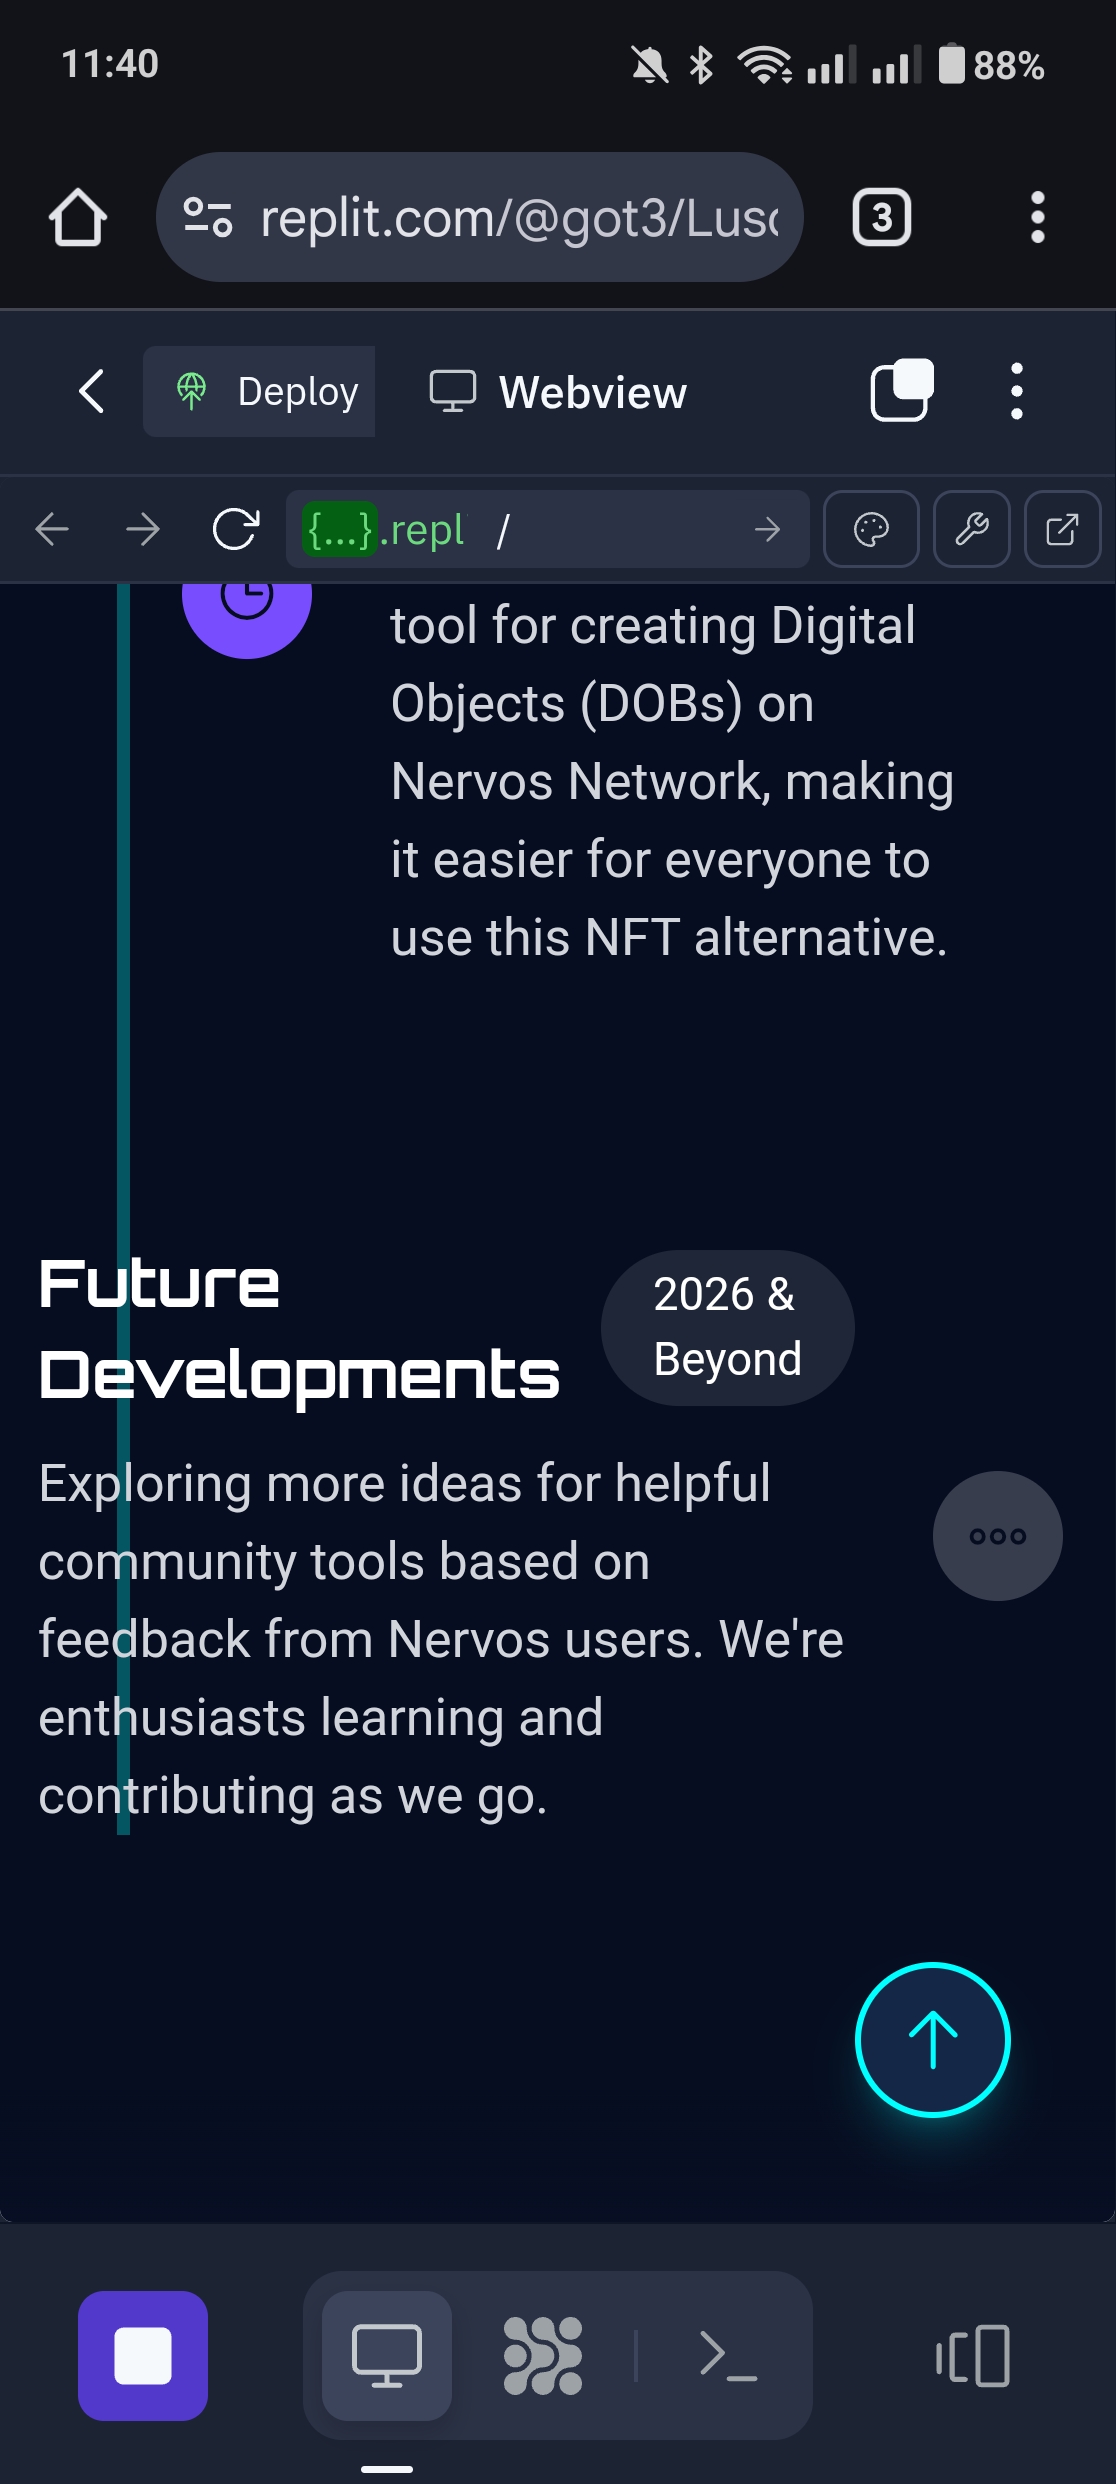 11:40
88%
replit.com/@got3/Lus
3
Deploy
Webview
{...}.repl /
tool for creating Digital
Objects (DOBs) on
Nervos Network, making
it easier for everyone to
use this NFT alternative.
Future
Developments
2026 &
Beyond
Exploring more ideas for helpful
community tools based on
feedback from Nervos users. We're
enthusiasts learning and
contributing as we go.